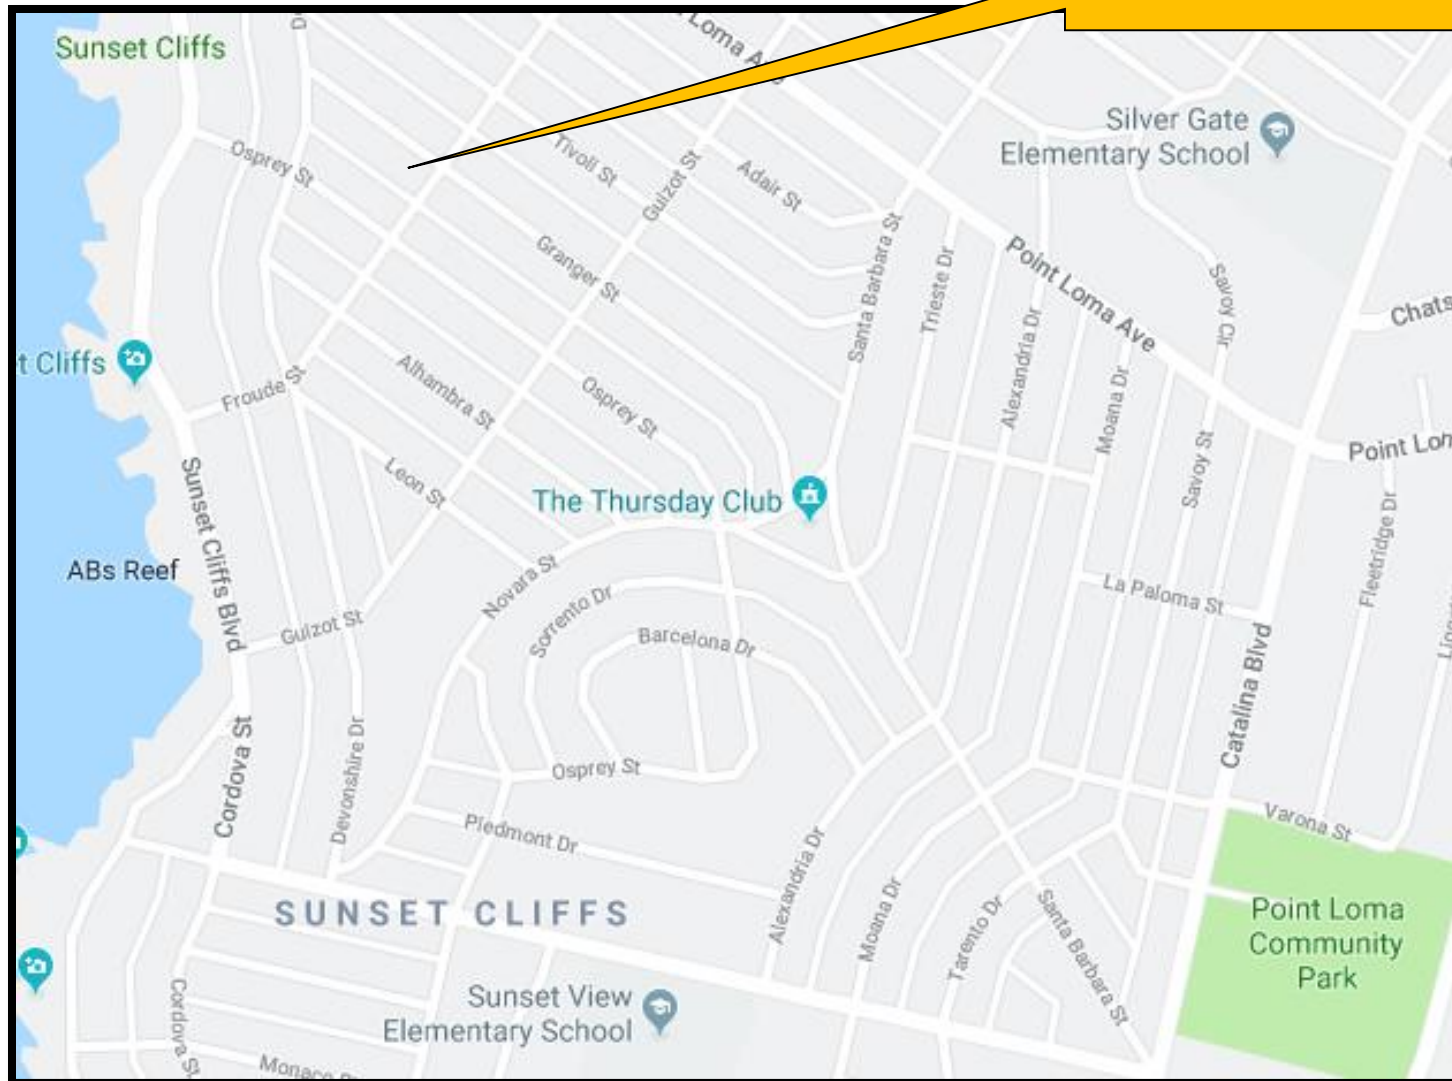 Sunset Cliffs
Loma Ave
Silver Gate
Elementary School
Osprey St
Tivoli St
Guizot St
Adair St
Granger St
Santa Barbara St
Trieste Dr
Point Loma Ave
Savoy Cir
Chats
t Cliffs
Froude St
Alhambra St
Osprey St
Alexandria Dr
Moana Dr
Savoy St
Point Lom
Leon St
The Thursday Club
Sunset Cliffs Blvd
ABs Reef
Novara St
Sorrento Dr
Barcelona Dr
La Paloma St
Fleetridge Dr
Guizot St
Catalina Blvd
Cordova St
Devonshire Dr
Osprey St
Piedmont Dr
Varona St
Alexandria Dr
Moana Dr
Tarento Dr
Santa Barbara St
SUNSET CLIFFS
Point Loma
Community
Park
Sunset View
Elementary School
Cordova St
Monaco